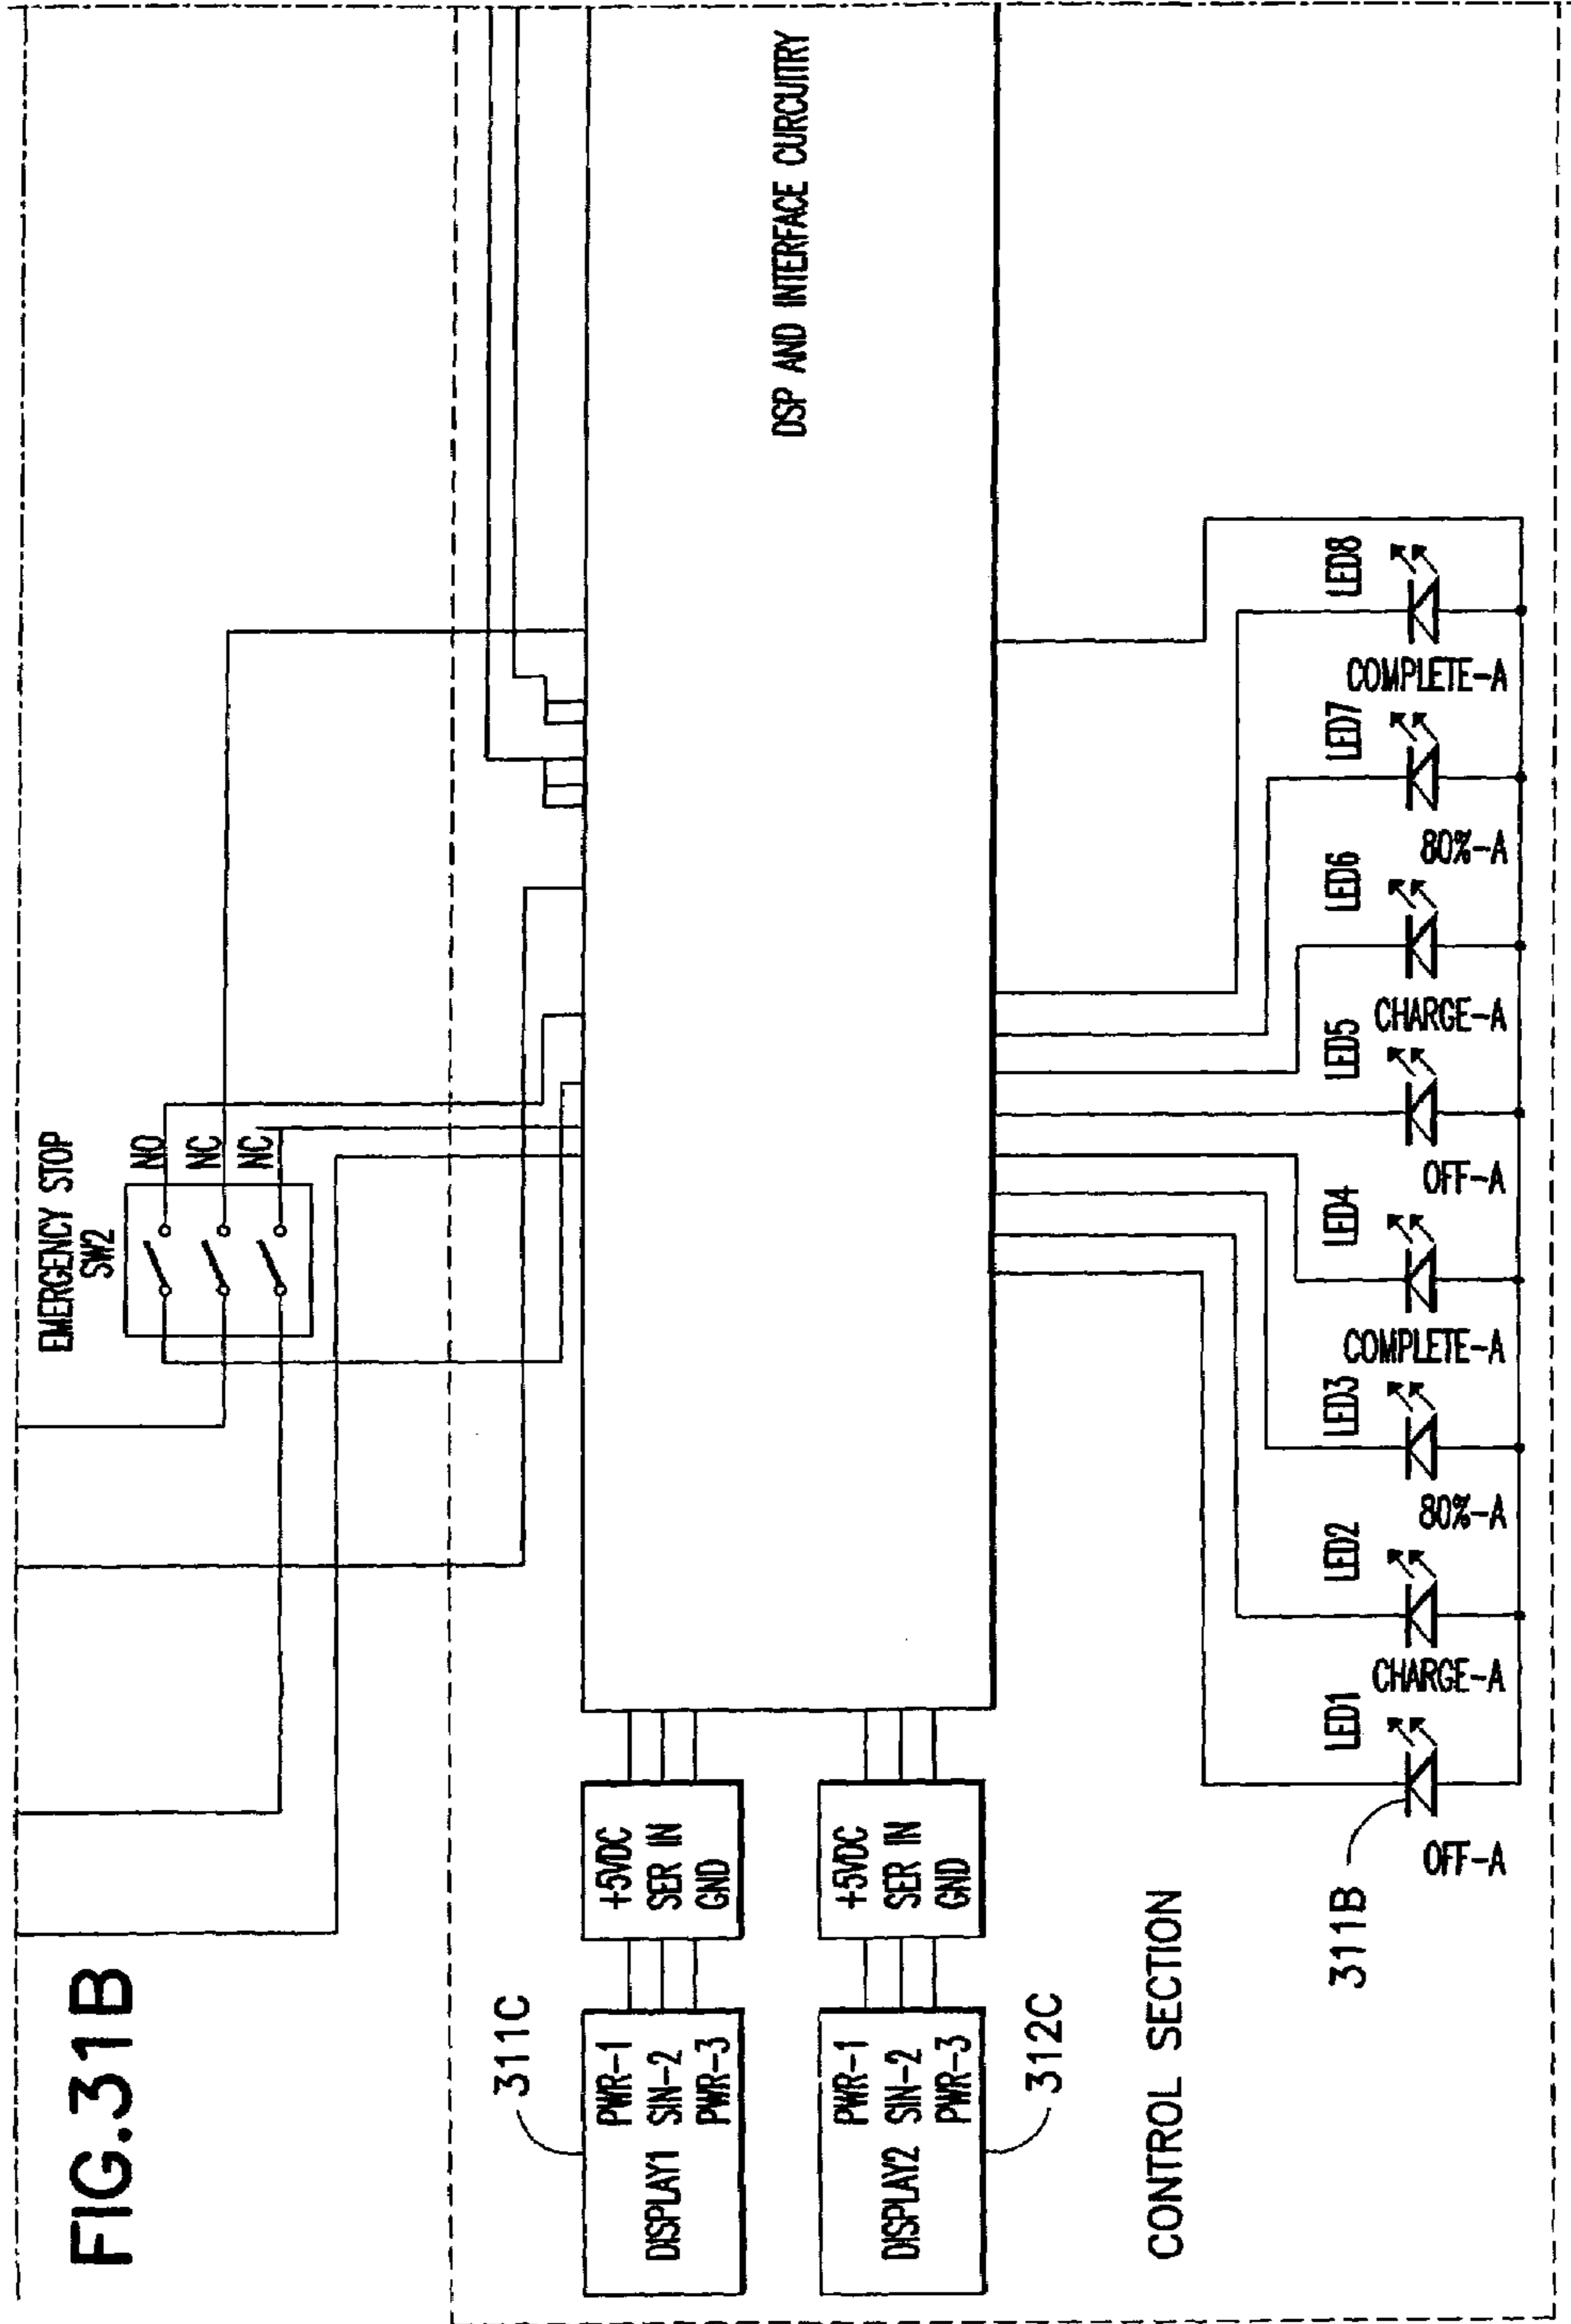 FIG.31B
EMERGENCY STOP
SW2
NO
NC
NC
DSP AND INTERFACE CURCUITRY
311C
DISPLAY1
PWR-1
SIN-2
PWR-3
+5VDC
SER IN
GND
DISPLAY2
PWR-1
SIN-2
PWR-3
+5VDC
SER IN
GND
312C
CONTROL SECTION
311B
LED1
LED2
LED3
LED4
LED5
LED6
LED7
LED8
OFF-A
CHARGE-A
80%-A
COMPLETE-A
OFF-A
CHARGE-A
80%-A
COMPLETE-A